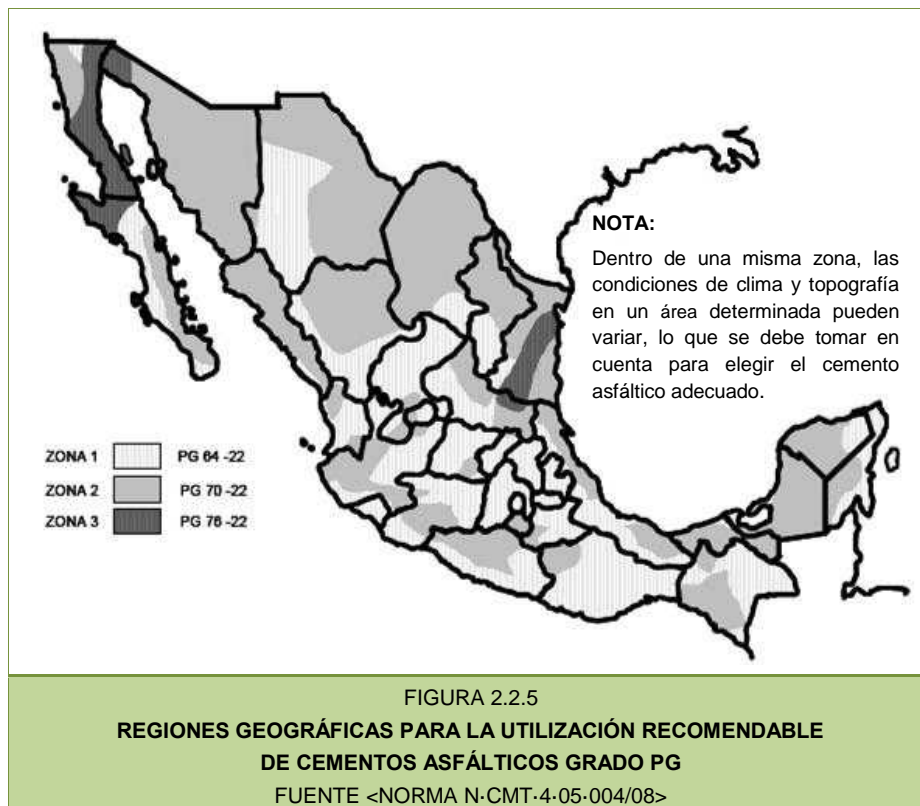 NOTA:
Dentro de una misma zona, las
condiciones de clima y topografía
en un área determinada pueden
variar, lo que se debe tomar en
cuenta para elegir el cemento
asfáltico adecuado.
ZONA 1 PG 64 -22
ZONA 2 PG 70 -22
ZONA 3 PG 76 -22
FIGURA 2.2.5
REGIONES GEOGRÁFICAS PARA LA UTILIZACIÓN RECOMENDABLE
DE CEMENTOS ASFÁLTICOS GRADO PG
FUENTE <NORMA N·CMT·4·05·004/08>